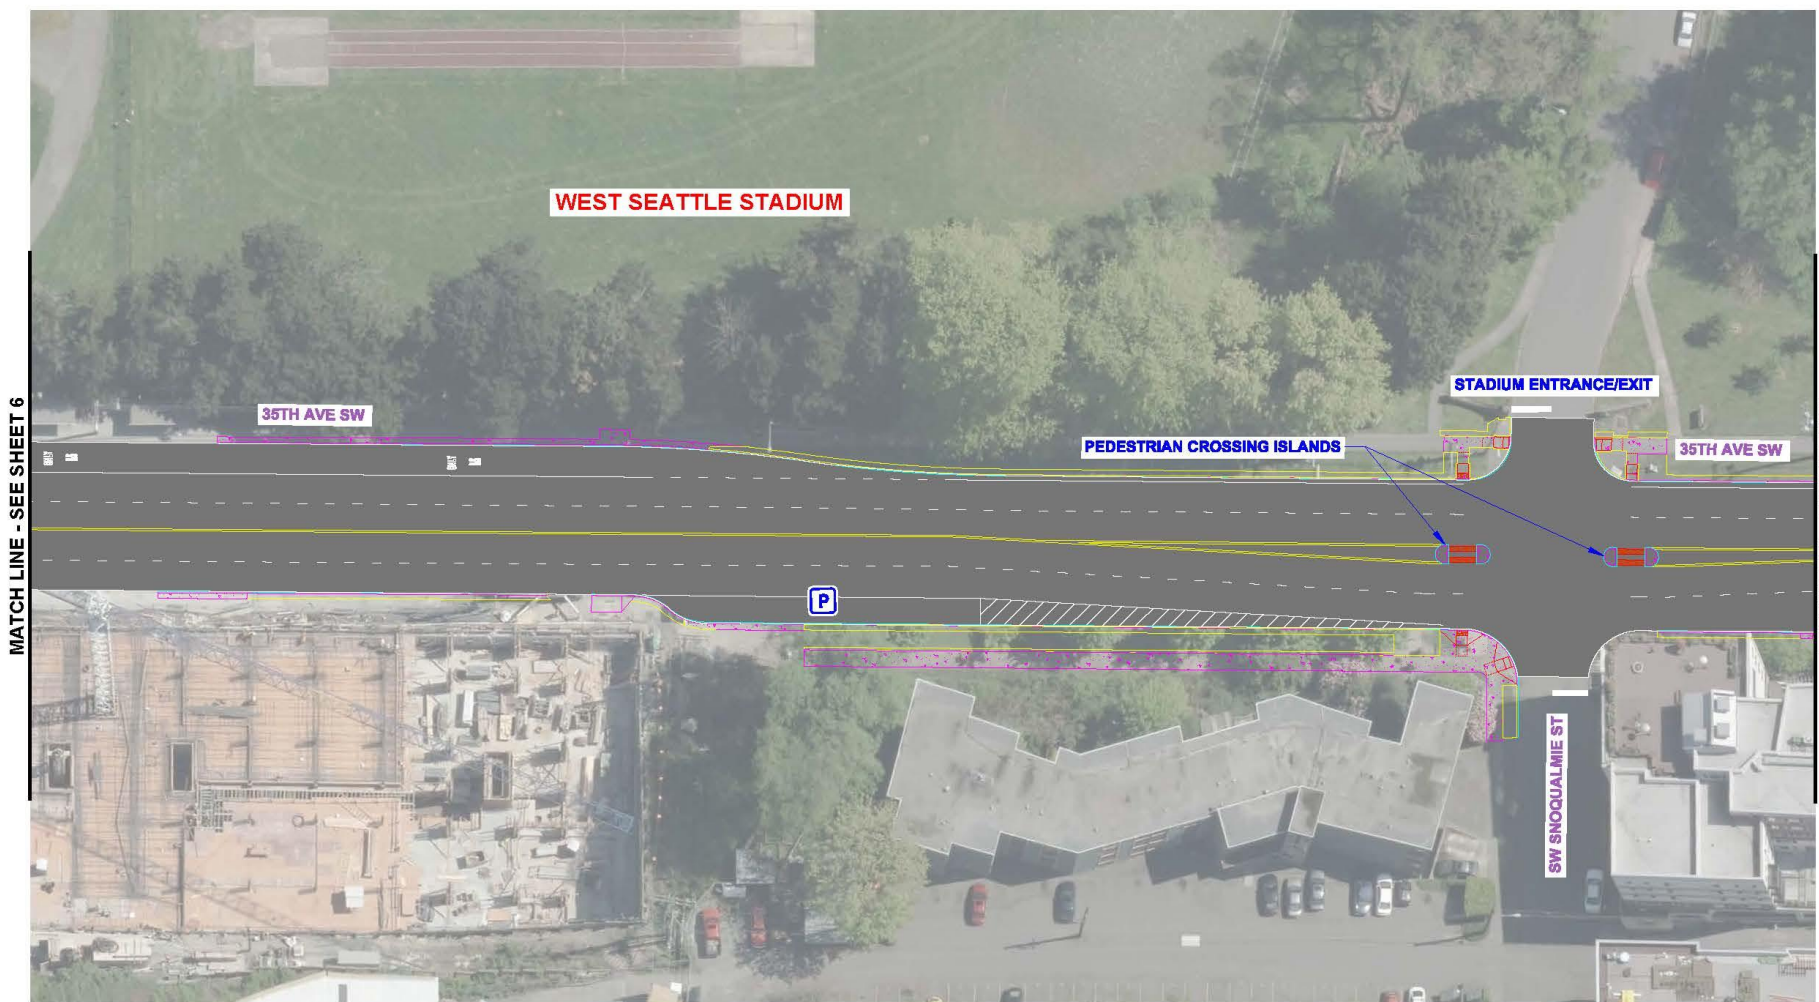 WEST SEATTLE STADIUM
MATCH LINE - SEE SHEET 6
35TH AVE SW
STADIUM ENTRANCE/EXIT
PEDESTRIAN CROSSING ISLANDS
35TH AVE SW
P
SW SNOQUALMIE ST